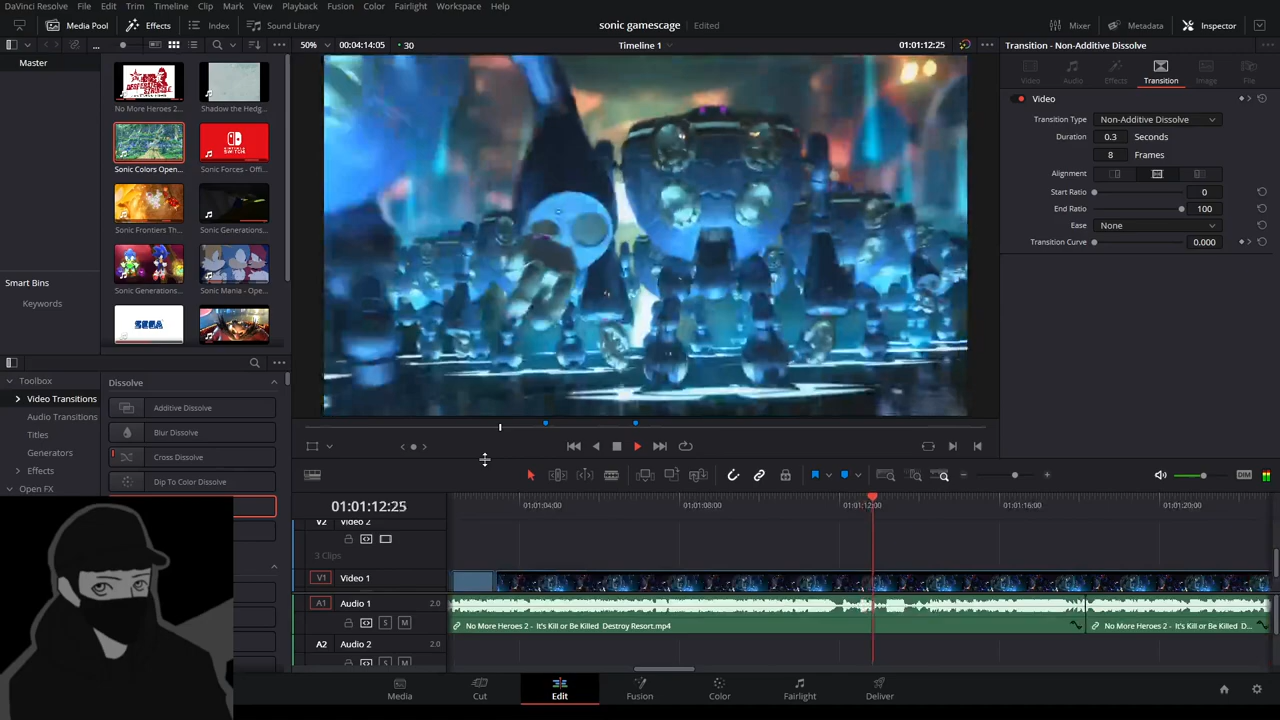 DaVinci Resolve File Edit Trim Timeline Clip Mark View Playback Fusion Color Fairlight Workspace Help
Media Pool Effects Index Sound Library sonic gamescage Edited Mixer Metadata Inspector
... 50% 00:04:14:05 30 Timeline 1 01:01:12:25 Transition - Non-Additive Dissolve
Master
Video Audio Effects Transition Image File
No More Heroes 2... Shadow the Hedg...
Video
Transition Type Non-Additive Dissolve
Duration 0.3 Seconds
8 Frames
Sonic Colors Open... Sonic Forces - Offi...
Alignment
Start Ratio 0
End Ratio 100
Ease None
Sonic Frontiers Th... Sonic Generations...
Transition Curve 0.000
Smart Bins
Sonic Generations... Sonic Mania - Ope...
Keywords
SEGA
Toolbox Dissolve
Video Transitions Additive Dissolve
Audio Transitions
Titles Blur Dissolve
Generators Cross Dissolve
Effects
Open FX Dip To Color Dissolve
DIM
01:01:12:25 01:01:04:00 01:01:08:00 01:01:12:00 01:01:16:00 01:01:20:00
V2 Video 2
3 Clips
V1 Video 1
A1 Audio 1 2.0
S M No More Heroes 2 - It's Kill or Be Killed Destroy Resort.mp4 No More Heroes 2 - It's Kill or Be Killed D...
A2 Audio 2 2.0
S M
Media Cut Edit Fusion Color Fairlight Deliver